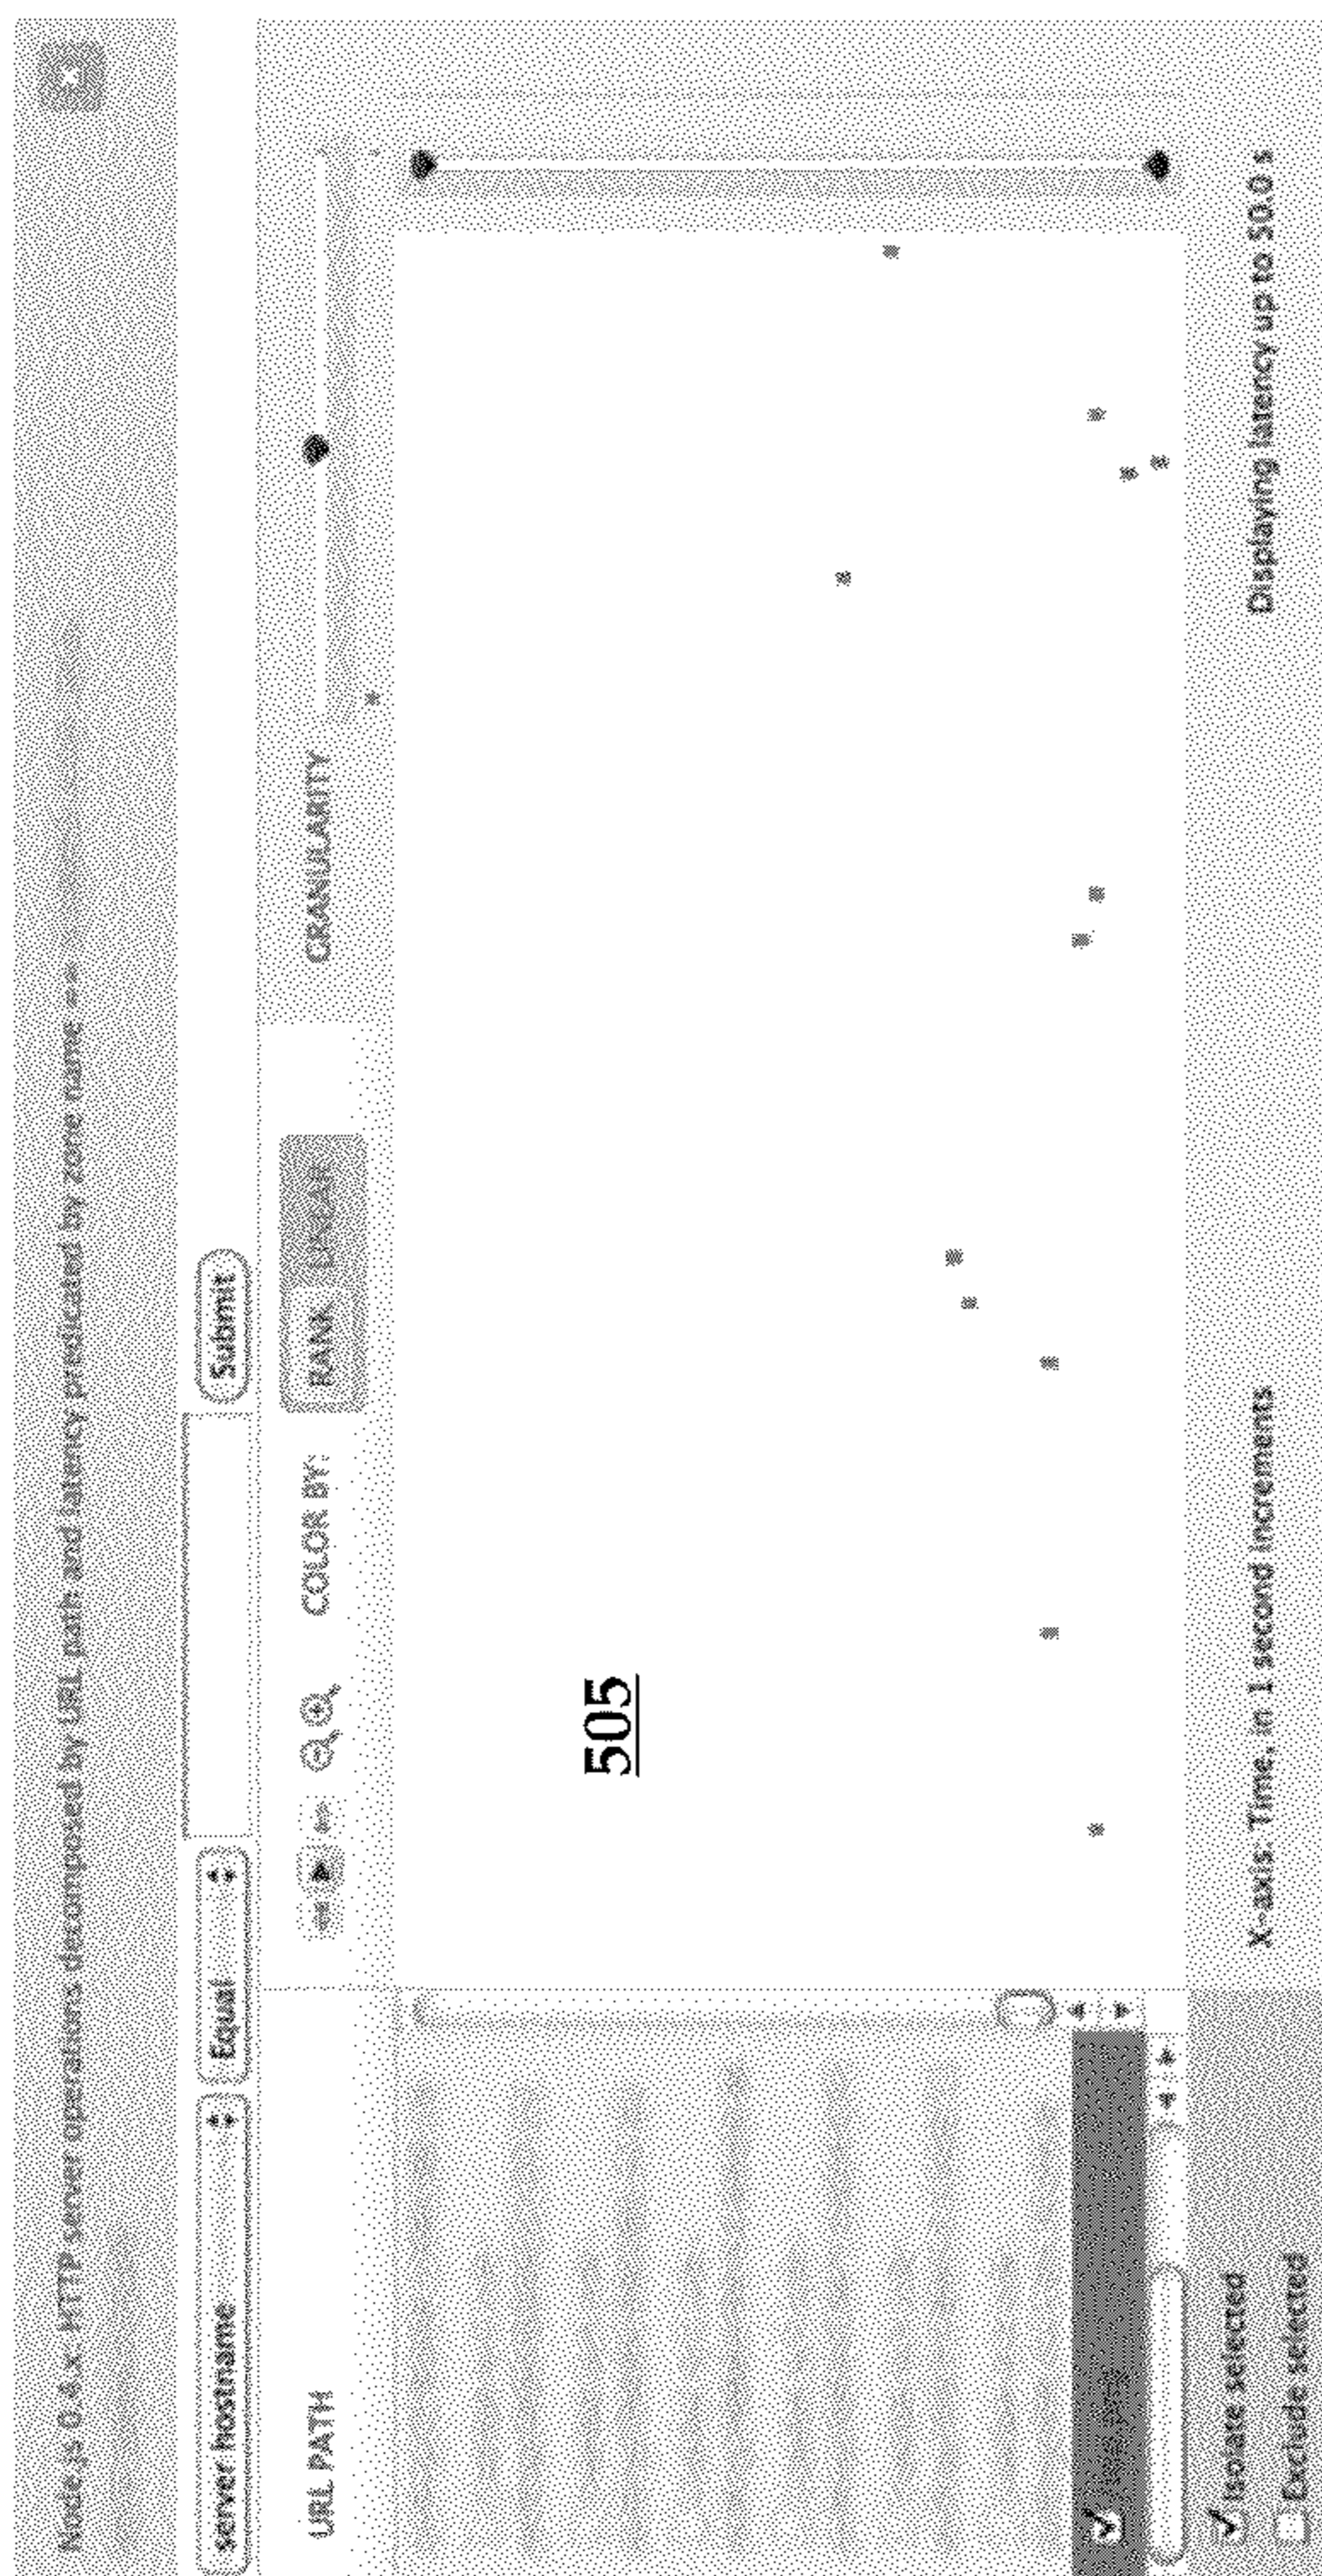 Node.js 0.4.x: HTTP server operations decomposed by URL path and latency predicated by zone name ==
server hostname
Equal
Submit
URL PATH
COLOR BY:
RANK LINEAR
GRANULARITY
505
Isolate selected
Exclude selected
X-axis: Time, in 1 second increments
Displaying latency up to 50.0 s